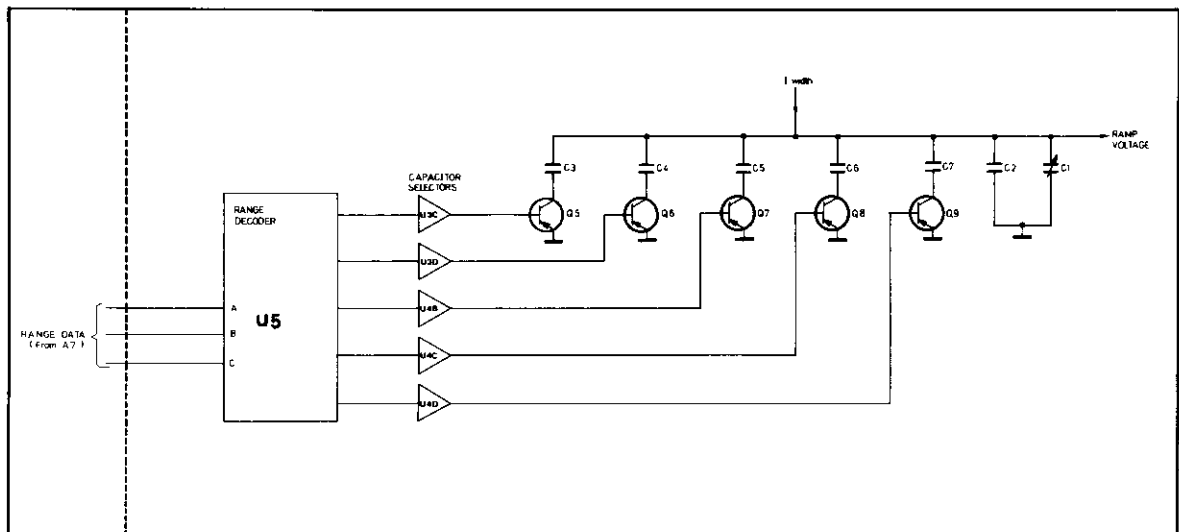 I width
RAMP
VOLTAGE
C3
C4
C5
C6
C7
C2
C1
CAPACITOR
SELECTORS
RANGE
DECODER
U3C
Q5
Q6
Q7
Q8
Q9
U3D
U4B
U4C
U4D
U5
A
B
C
RANGE DATA
(from A7)